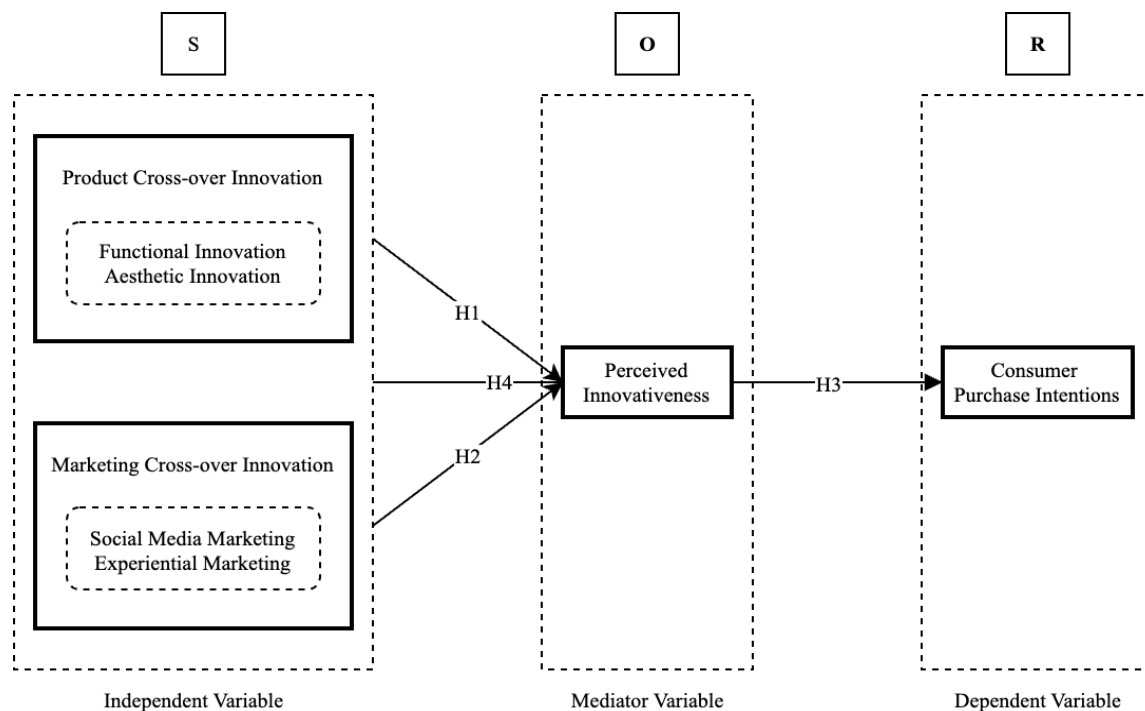 S
O
R
Product Cross-over Innovation
Functional Innovation
Aesthetic Innovation
H1
H4
H2
Perceived
Innovativeness
H3
Consumer
Purchase Intentions
Marketing Cross-over Innovation
Social Media Marketing
Experiential Marketing
Independent Variable
Mediator Variable
Dependent Variable